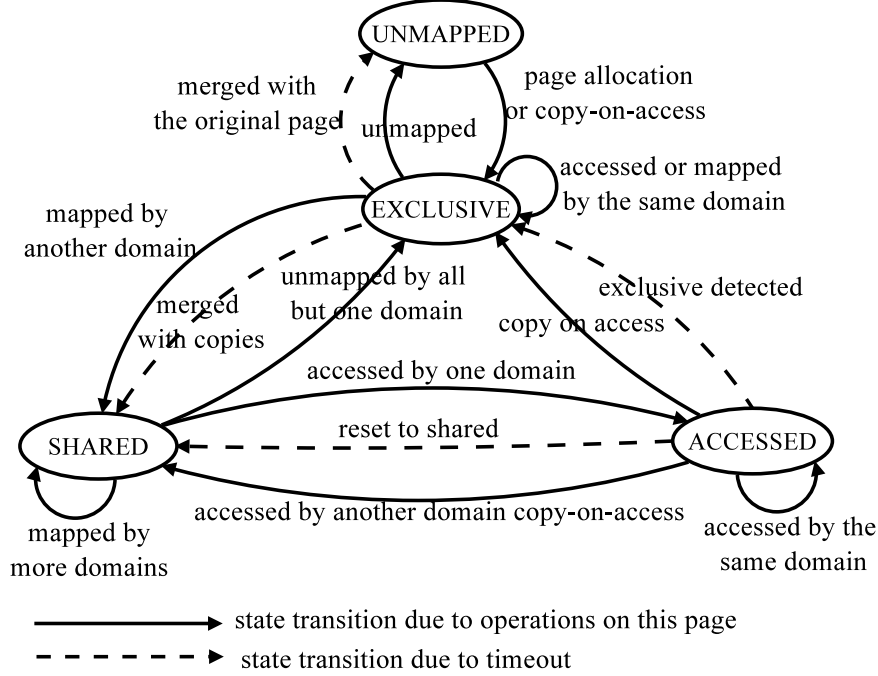 UNMAPPED
merged with
the original page
unmapped
page allocation
or copy-on-access
EXCLUSIVE
accessed or mapped
by the same domain
mapped by
another domain
merged
with copies
unmapped by all
but one domain
exclusive detected
copy on access
accessed by one domain
SHARED
reset to shared
ACCESSED
accessed by another domain copy-on-access
mapped by
more domains
accessed by the
same domain
state transition due to operations on this page
state transition due to timeout